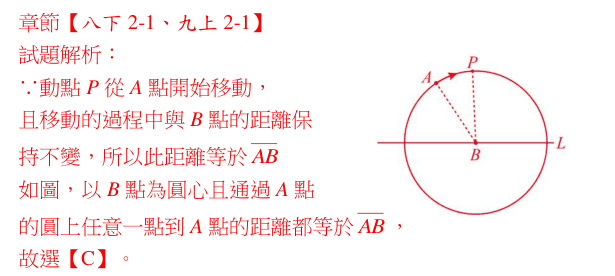 章節【八下 2-1、九上 2-1】
試題解析：
∵動點 P 從 A 點開始移動，
且移動的過程中與 B 點的距離保
持不變，所以此距離等於 \overline{AB}
如圖，以 B 點為圓心且通過 A 點
的圓上任意一點到 A 點的距離都等於 \overline{AB}，
故選【C】。
P
A
B
L